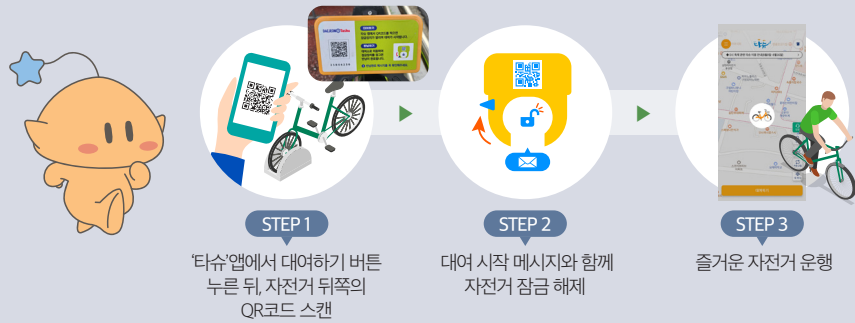 STEP 1
'타슈'앱에서 대여하기 버튼
누른 뒤, 자전거 뒤쪽의
QR코드 스캔
STEP 2
대여 시작 메시지와 함께
자전거 잠금 해제
STEP 3
즐거운 자전거 운행